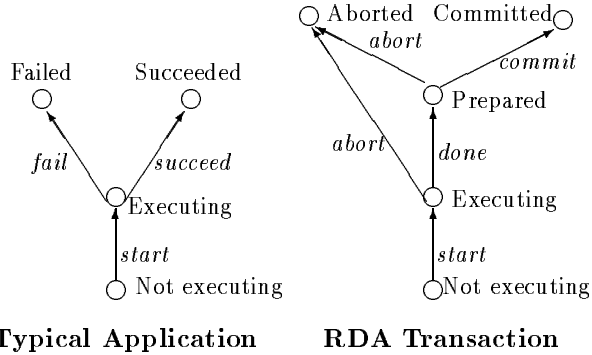 Failed
Succeeded
fail
succeed
Executing
start
Not executing
Typical Application
Aborted
Committed
abort
commit
Prepared
abort
done
Executing
start
Not executing
RDA Transaction